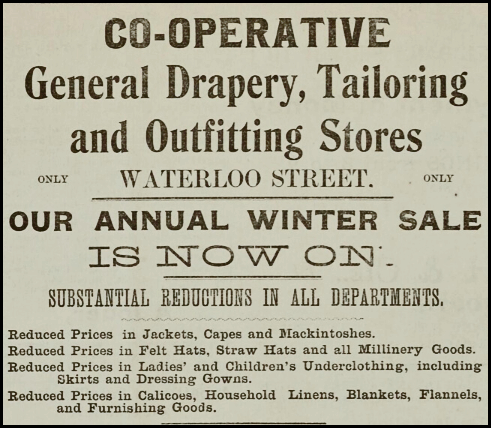 CO-OPERATIVE
General Drapery, Tailoring
and Outfitting Stores
ONLY WATERLOO STREET. ONLY
OUR ANNUAL WINTER SALE
IS NOW ON.
SUBSTANTIAL REDUCTIONS IN ALL DEPARTMENTS.
Reduced Prices in Jackets, Capes and Mackintoshes.
Reduced Prices in Felt Hats, Straw Hats and all Millinery Goods.
Reduced Prices in Ladies' and Children's Underclothing, including
Skirts and Dressing Gowns.
Reduced Prices in Calicoes, Household Linens, Blankets, Flannels,
and Furnishing Goods.